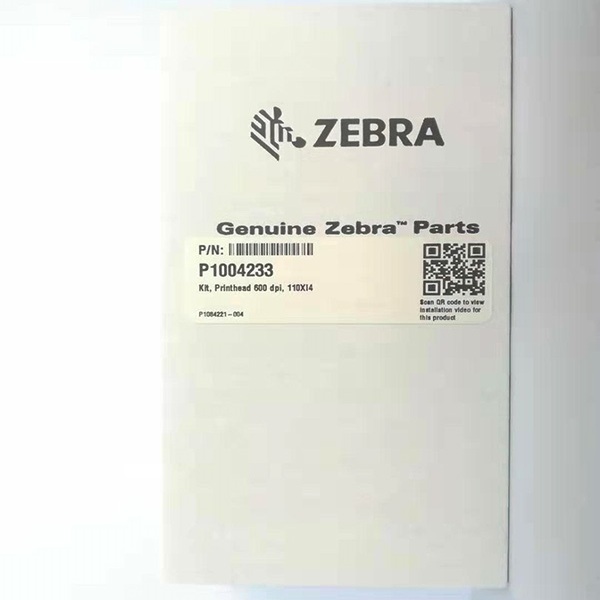 ZEBRA
Genuine Zebra™ Parts
P/N:
P1004233
Kit, Printhead 600 dpi, 110Xi4
P1084221-004
Scan QR code to view
installation video for
this product